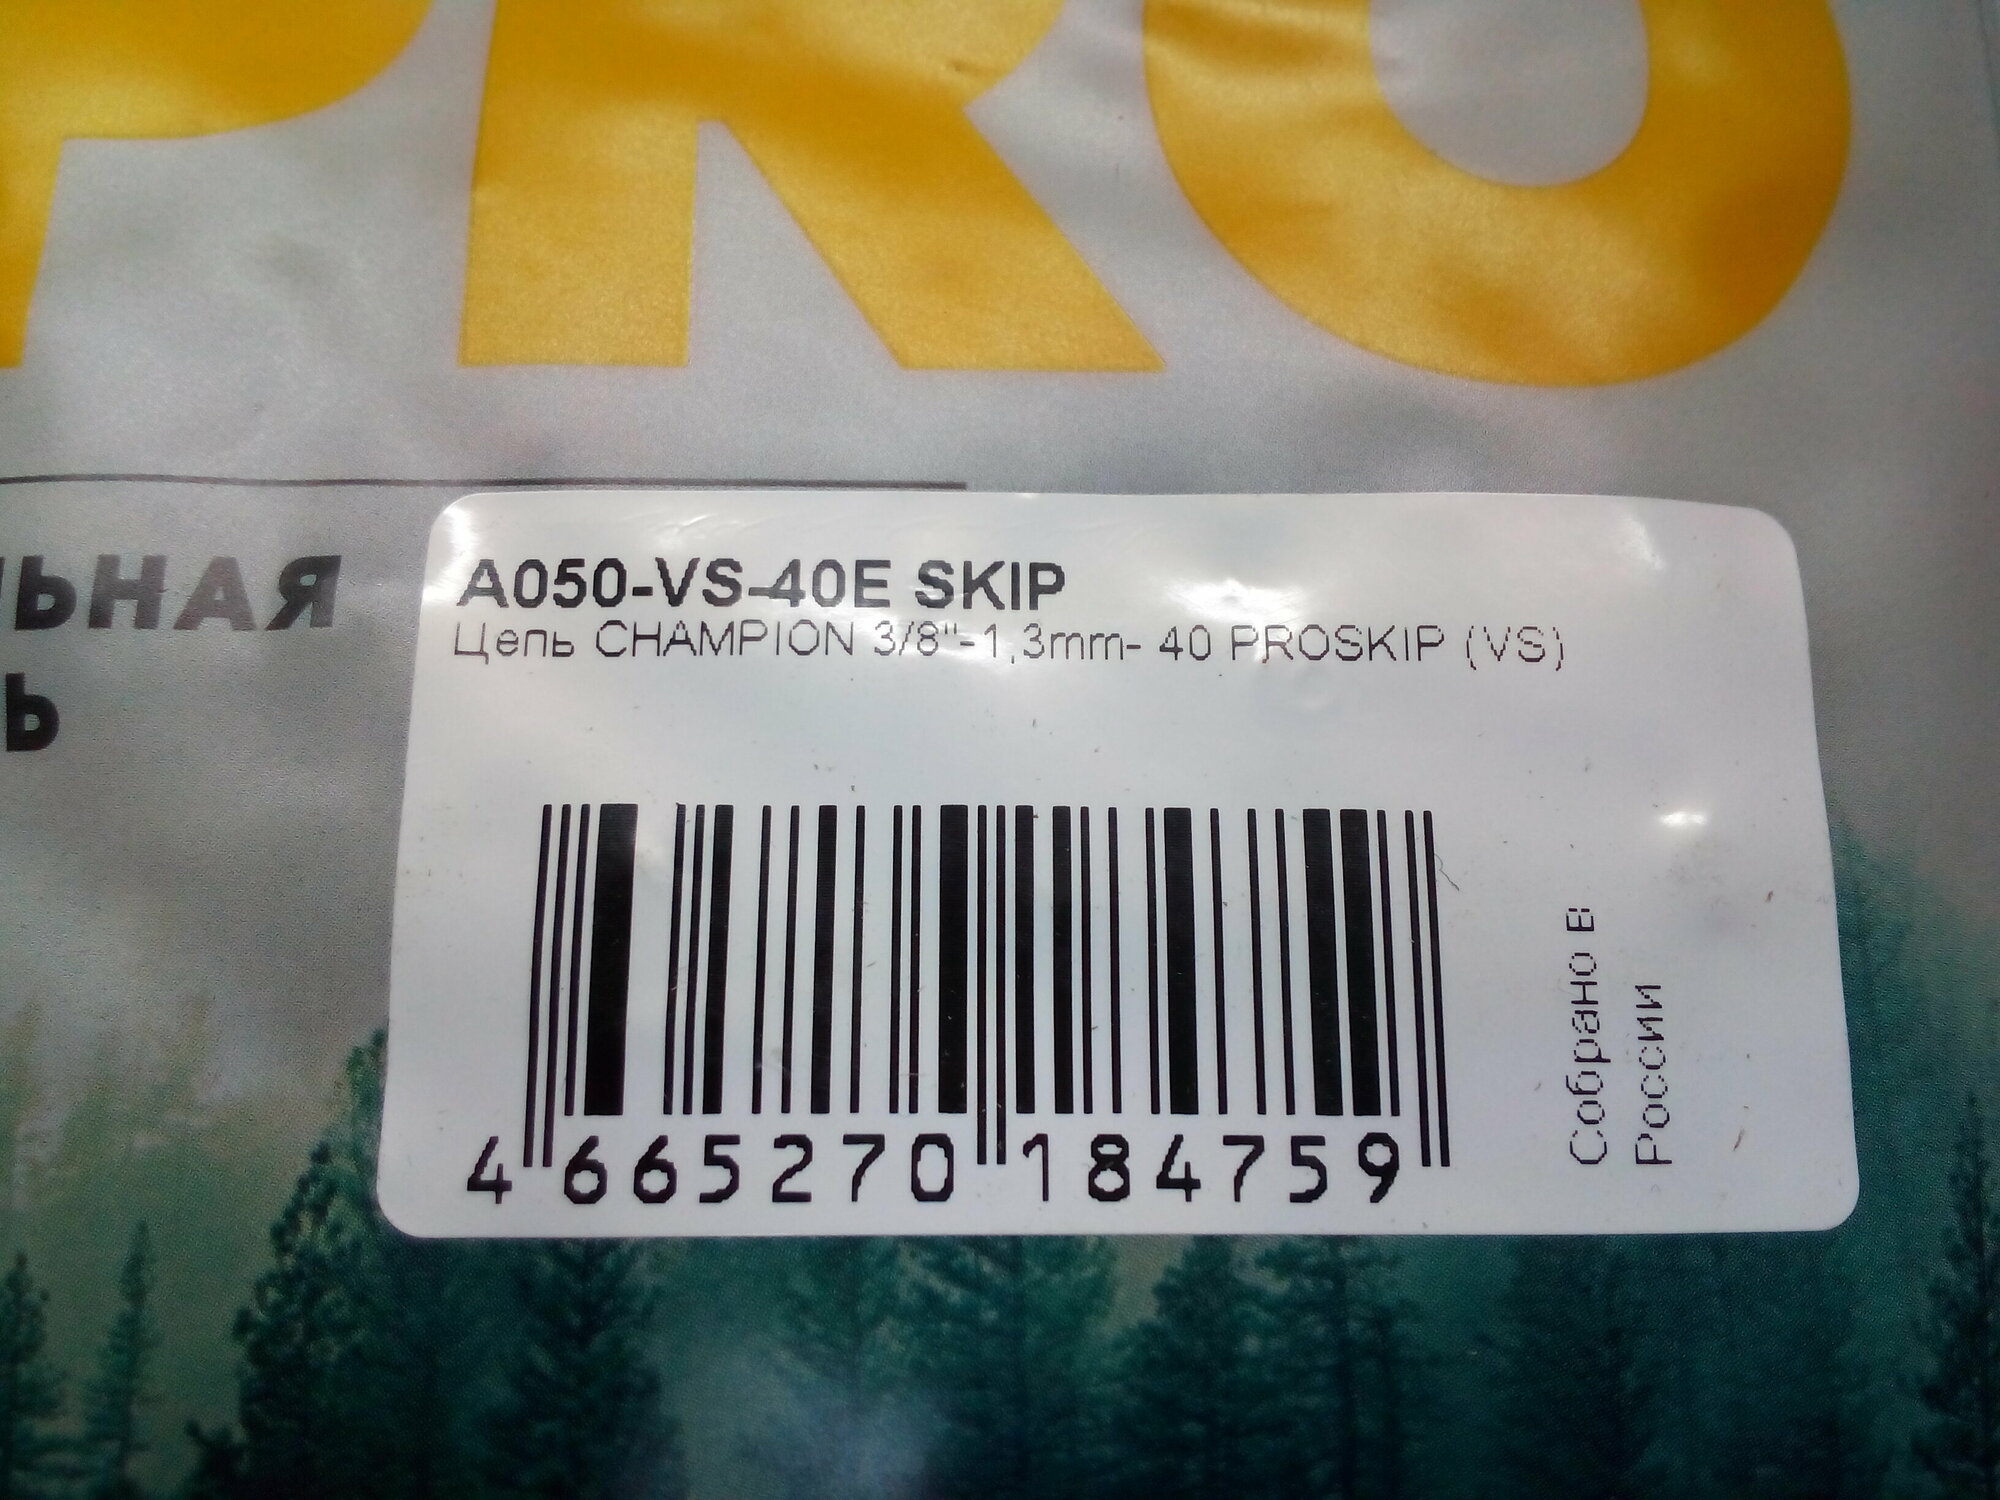 PRO
ЬНАЯ
Ь
A050-VS-40E SKIP
Цепь CHAMPION 3/8"-1,3mm- 40 PROSKIP (VS)
4 665270 184759
Собрано в
России